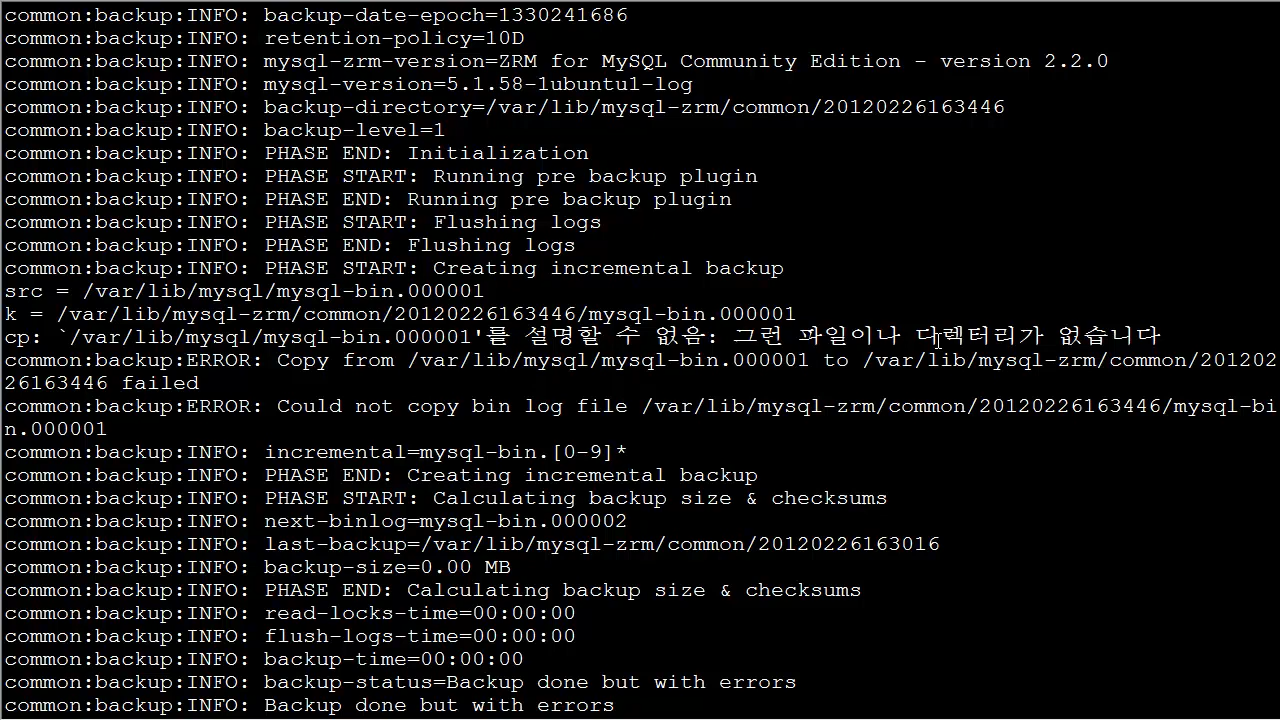 common:backup:INFO: backup-date-epoch=1330241686
common:backup:INFO: retention-policy=10D
common:backup:INFO: mysql-zrm-version=ZRM for MySQL Community Edition - version 2.2.0
common:backup:INFO: mysql-version=5.1.58-1ubuntu1-log
common:backup:INFO: backup-directory=/var/lib/mysql-zrm/common/20120226163446
common:backup:INFO: backup-level=1
common:backup:INFO: PHASE END: Initialization
common:backup:INFO: PHASE START: Running pre backup plugin
common:backup:INFO: PHASE END: Running pre backup plugin
common:backup:INFO: PHASE START: Flushing logs
common:backup:INFO: PHASE END: Flushing logs
common:backup:INFO: PHASE START: Creating incremental backup
src = /var/lib/mysql/mysql-bin.000001
k = /var/lib/mysql-zrm/common/20120226163446/mysql-bin.000001
cp: `/var/lib/mysql/mysql-bin.000001'를 설명할 수 없음: 그런 파일이나 디렉터리가 없습니다
common:backup:ERROR: Copy from /var/lib/mysql/mysql-bin.000001 to /var/lib/mysql-zrm/common/201202
26163446 failed
common:backup:ERROR: Could not copy bin log file /var/lib/mysql-zrm/common/20120226163446/mysql-bi
n.000001
common:backup:INFO: incremental=mysql-bin.[0-9]*
common:backup:INFO: PHASE END: Creating incremental backup
common:backup:INFO: PHASE START: Calculating backup size & checksums
common:backup:INFO: next-binlog=mysql-bin.000002
common:backup:INFO: last-backup=/var/lib/mysql-zrm/common/20120226163016
common:backup:INFO: backup-size=0.00 MB
common:backup:INFO: PHASE END: Calculating backup size & checksums
common:backup:INFO: read-locks-time=00:00:00
common:backup:INFO: flush-logs-time=00:00:00
common:backup:INFO: backup-time=00:00:00
common:backup:INFO: backup-status=Backup done but with errors
common:backup:INFO: Backup done but with errors